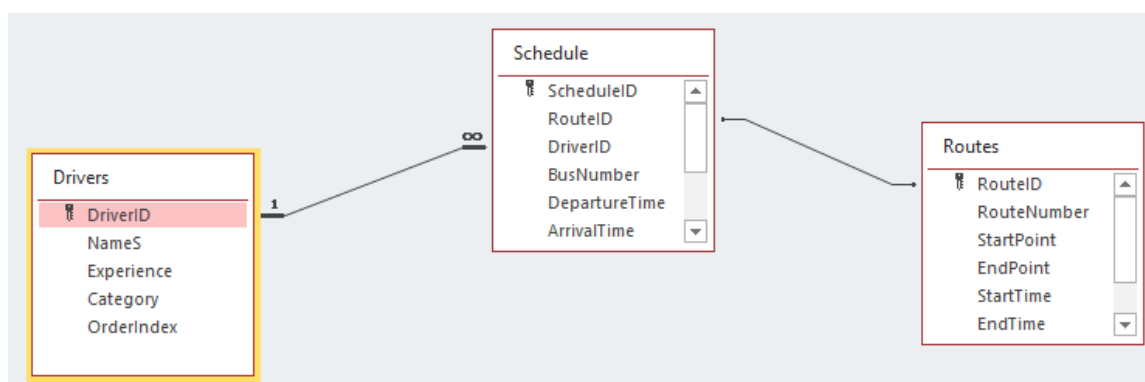 Drivers
DriverID
NameS
Experience
Category
OrderIndex
1
∞
Schedule
ScheduleID
RouteID
DriverID
BusNumber
DepartureTime
ArrivalTime
Routes
RouteID
RouteNumber
StartPoint
EndPoint
StartTime
EndTime